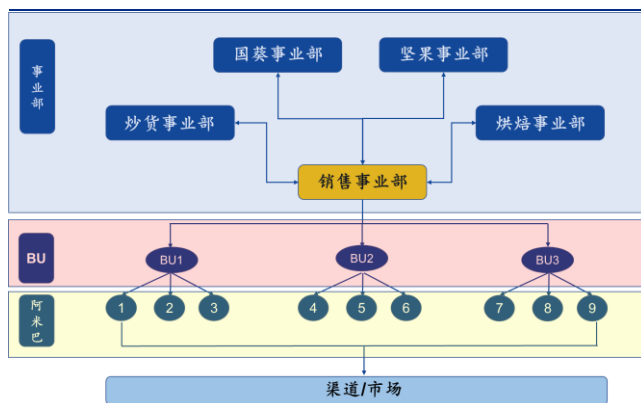 事业部
国葵事业部
坚果事业部
炒货事业部
烘焙事业部
销售事业部
BU
BU1
BU2
BU3
阿米巴
1
2
3
4
5
6
7
8
9
渠道/市场